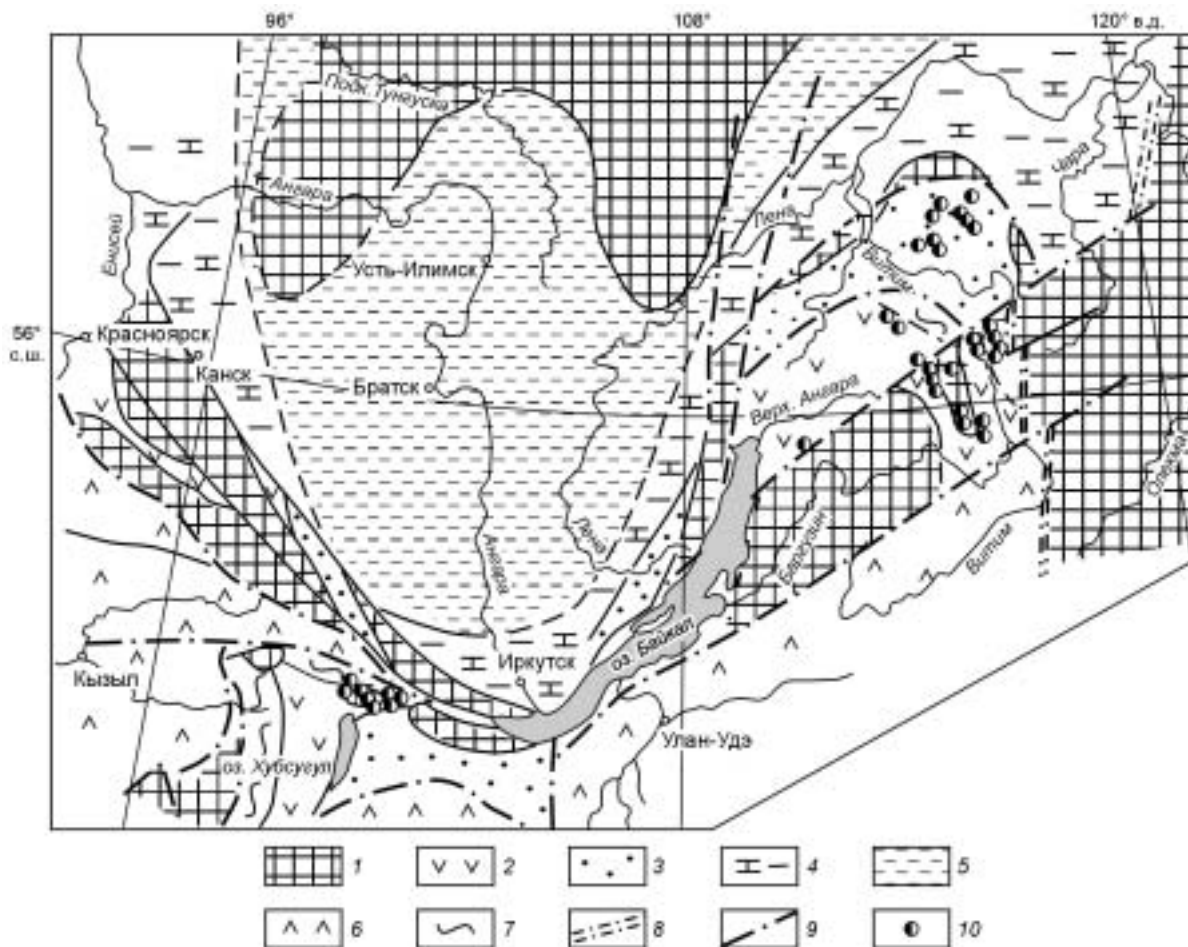 96°
108°
120° в.д.
Подк. Тунгуска
Чара
Ангара
Лена
Енисей
Усть-Илимск
Витим
56°
с.ш.
Красноярск
Канск
Братск
Верх. Ангара
Олекма
Лена
Ангара
Баргузин
Витим
оз. Байкал
Иркутск
Кызыл
Улан-Удэ
оз. Хубсугул
1
2
3
4
5
6
7
8
9
10